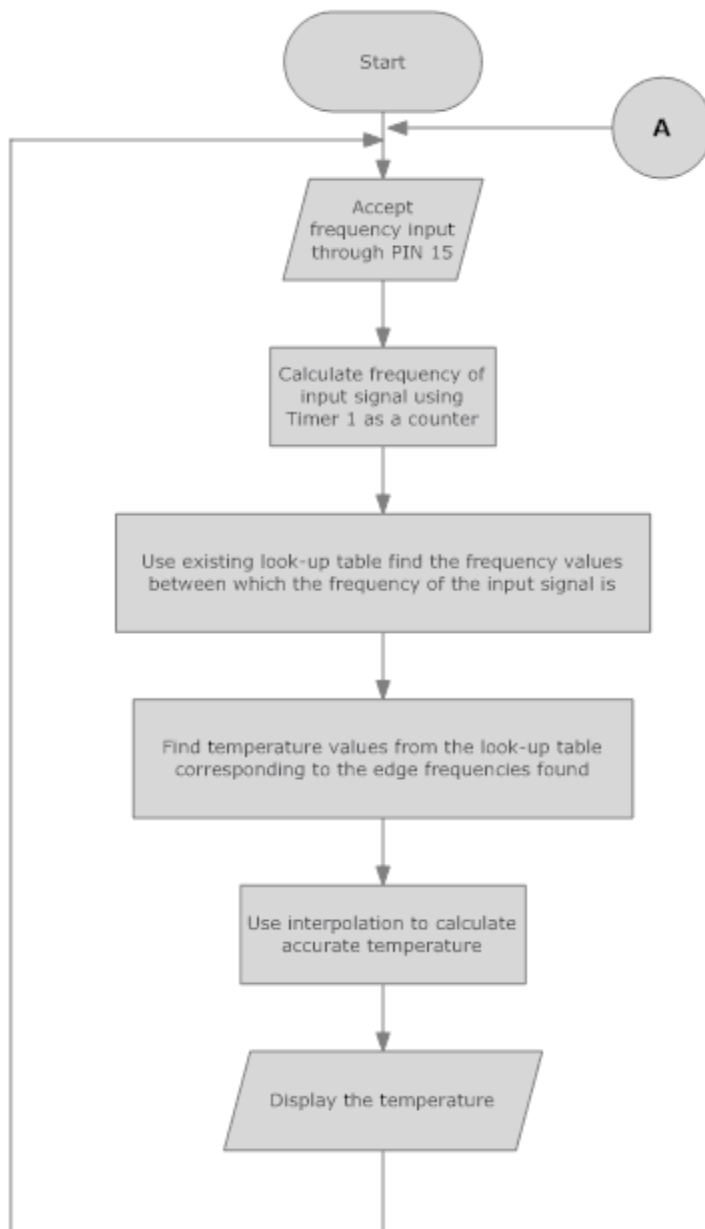 Start
A
Accept
frequency input
through PIN 15
Calculate frequency of
input signal using
Timer 1 as a counter
Use existing look-up table find the frequency values
between which the frequency of the input signal is
Find temperature values from the look-up table
corresponding to the edge frequencies found
Use interpolation to calculate
accurate temperature
Display the temperature